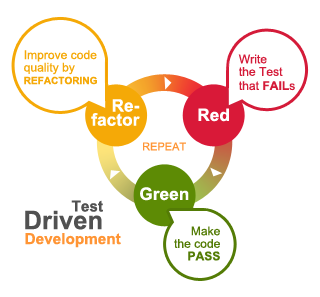 Improve code
quality by
REFACTORING
Write
the Test
that FAILs
Re-
factor
Red
REPEAT
Green
Test
Driven
Development
Make
the code
PASS